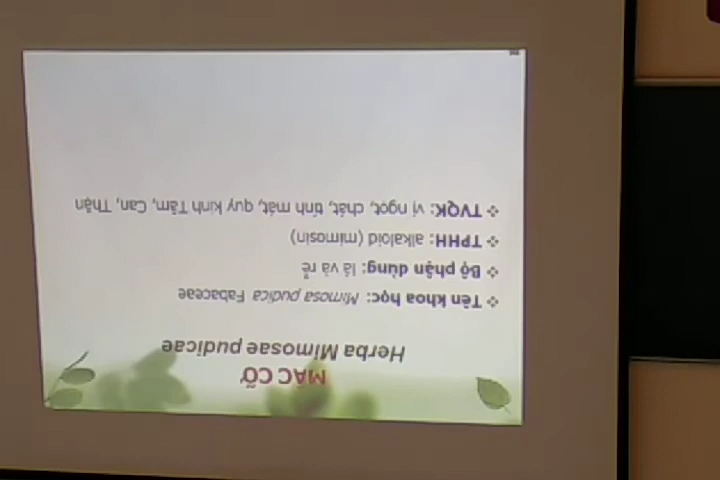 MẮC CỠ
Herba Mimosae pudicae
❖ Tên khoa học: Mimosa pudica Fabaceae
❖ Bộ phận dùng: lá và rễ
❖ TPHH: alkaloid (mimosin)
❖ TVQK: vị ngọt, chát, tính mát, quy kinh Tâm, Can, Thận